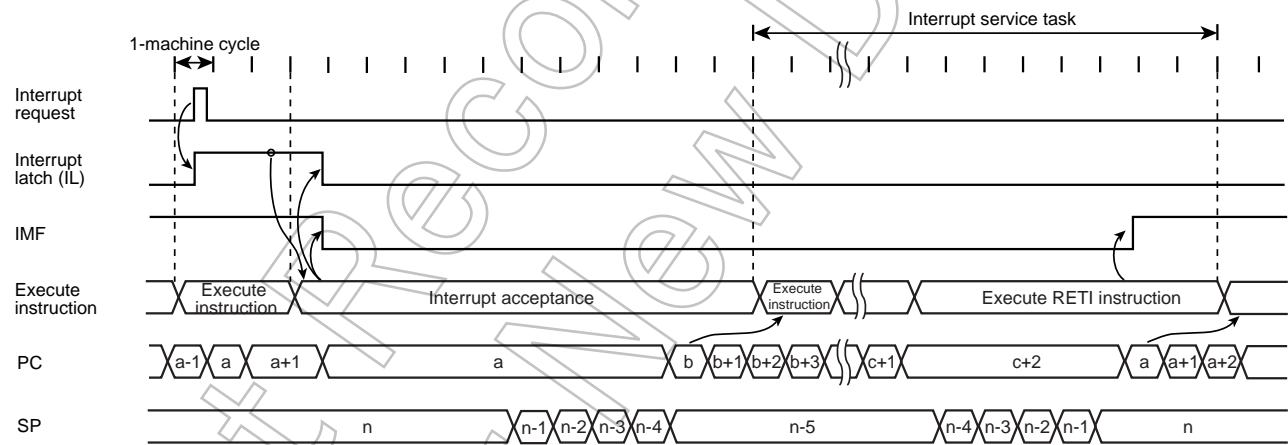 Interrupt service task
1-machine cycle
Interrupt
request
Interrupt
latch (IL)
IMF
Execute
instruction
Execute
instruction
Interrupt acceptance
Execute
instruction
Execute RETI instruction
PC
a-1 a a+1 a b b+1 b+2 b+3 c+1 c+2 a a+1 a+2
SP
n n-1 n-2 n-3 n-4 n-5 n-4 n-3 n-2 n-1 n